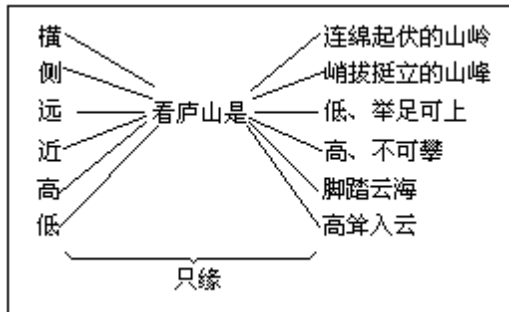 横 连绵起伏的山岭
侧 峭拔挺立的山峰
远 看庐山是 低、举足可上
近 高、不可攀
高 脚踏云海
低 高耸入云
只缘